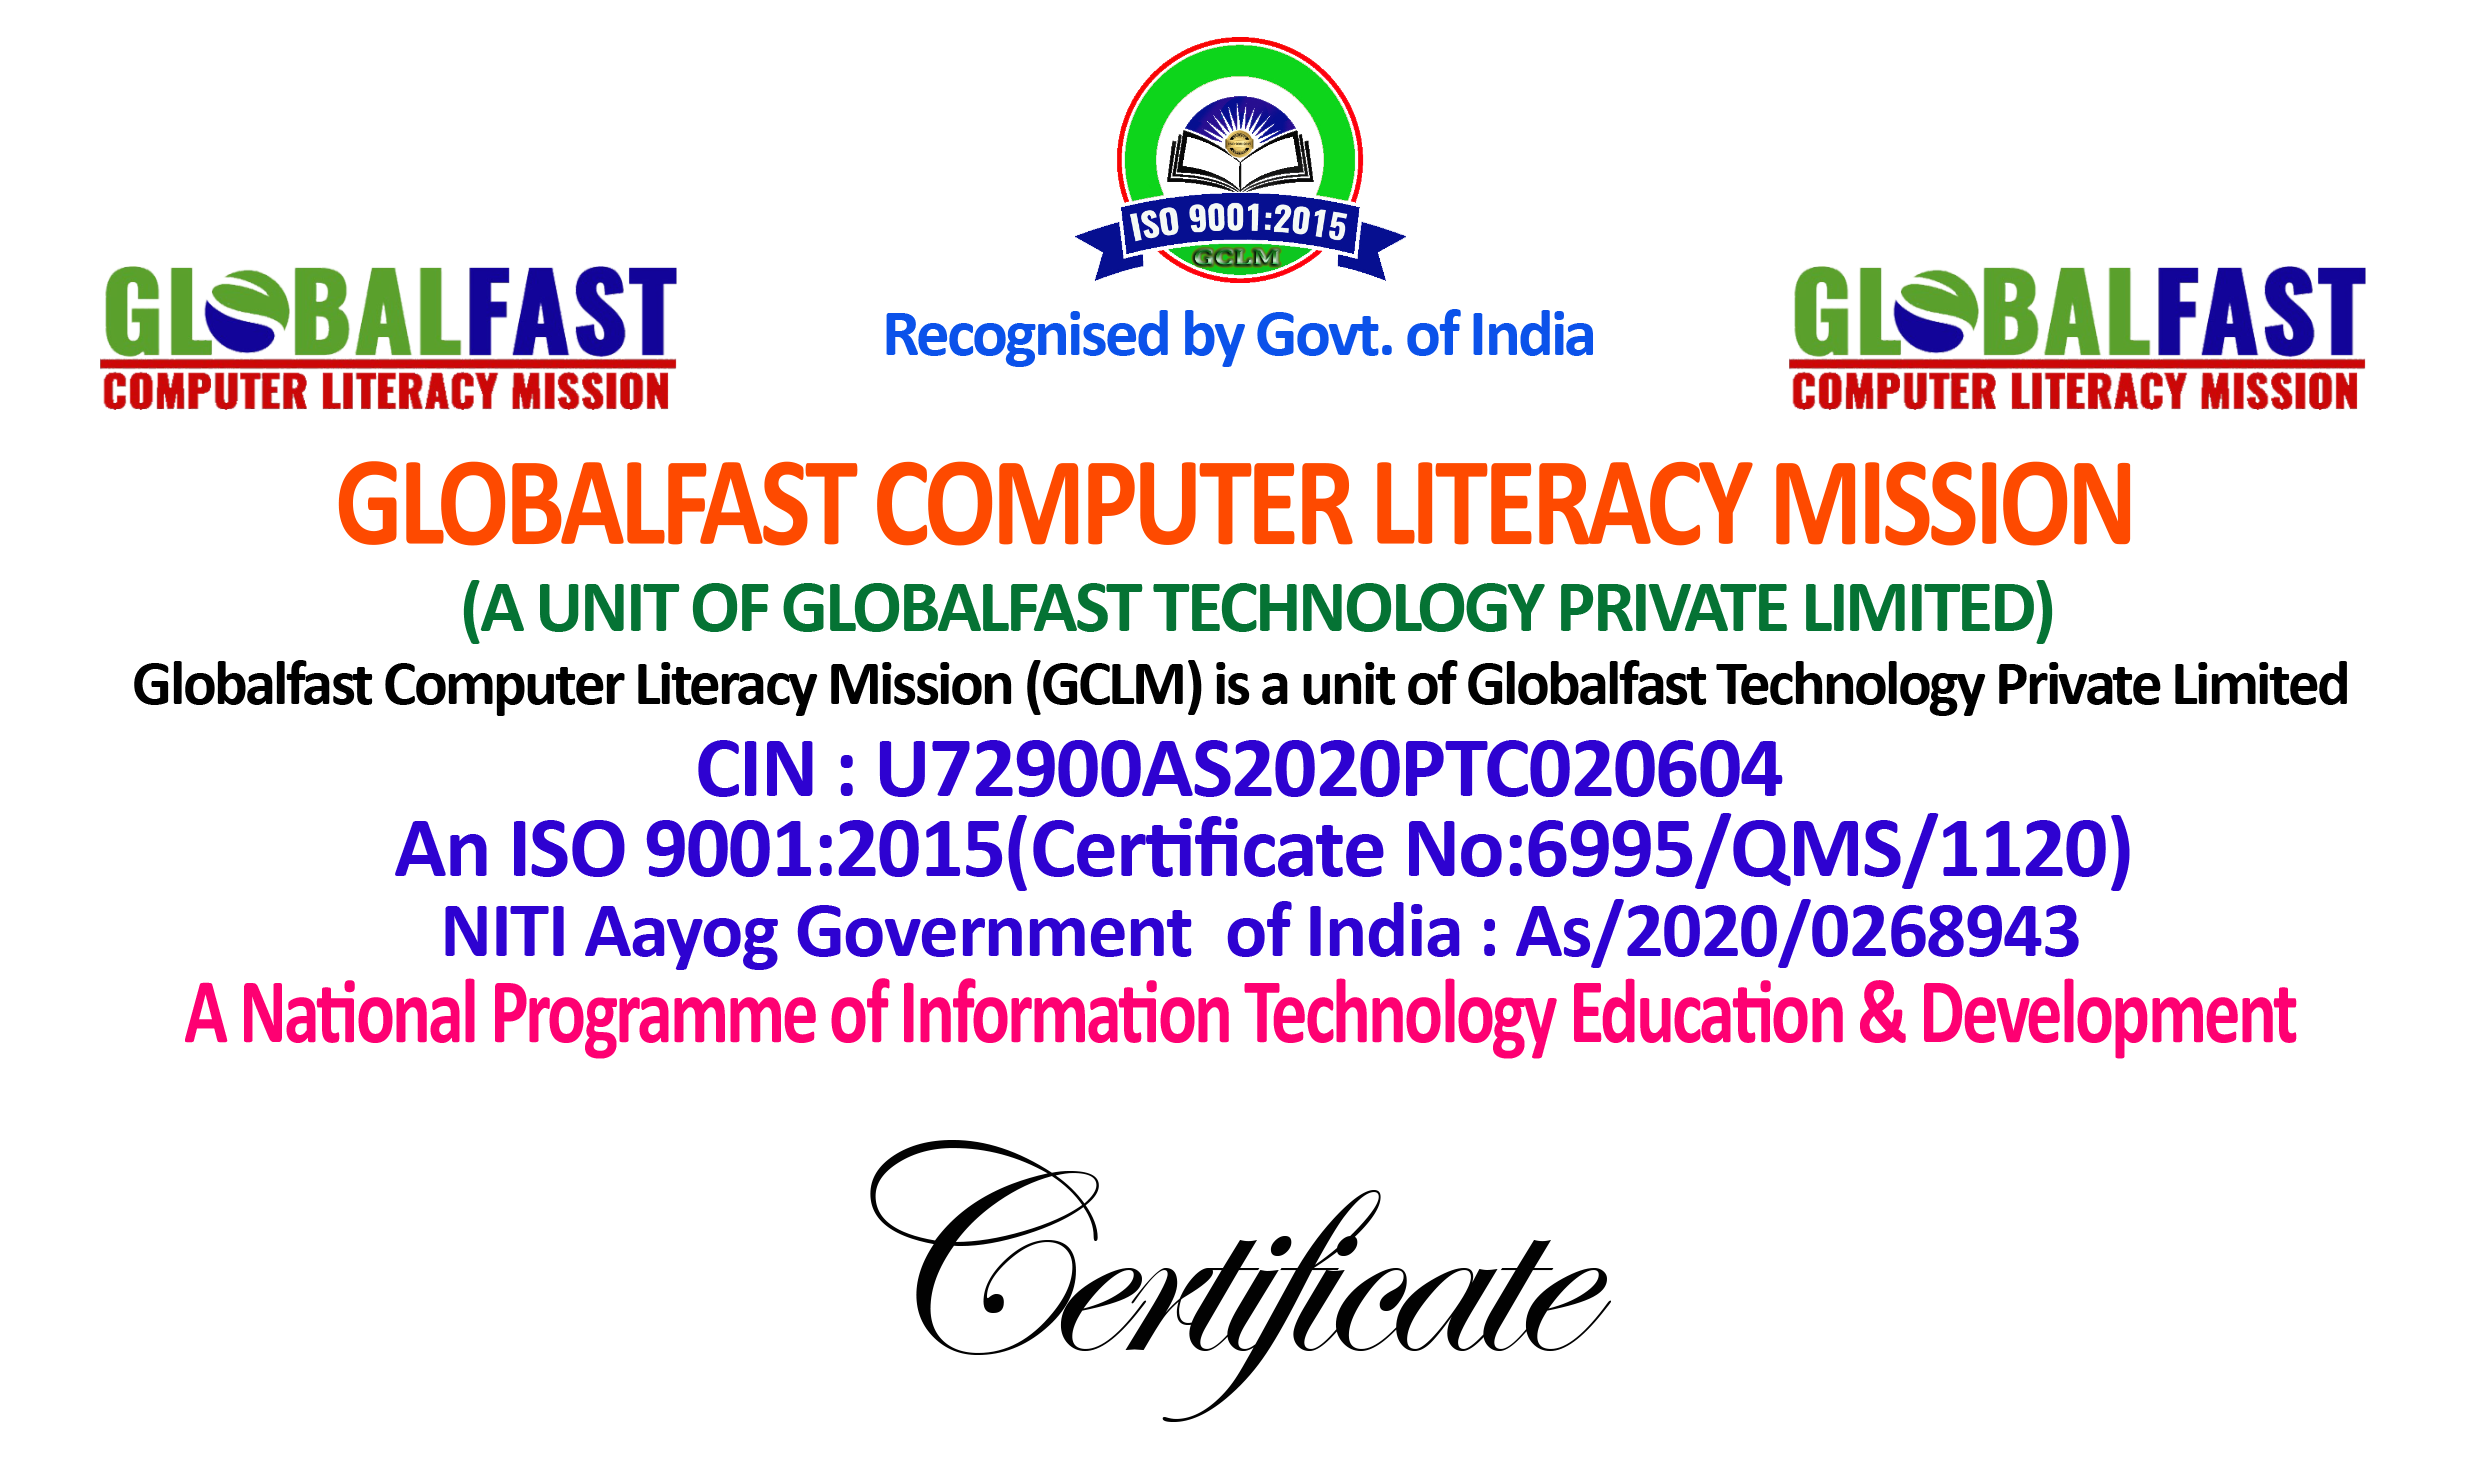 ISO 9001:2015
GCLM
GLOBALFAST
COMPUTER LITERACY MISSION
Recognised by Govt. of India
GLOBALFAST
COMPUTER LITERACY MISSION
GLOBALFAST COMPUTER LITERACY MISSION
(A UNIT OF GLOBALFAST TECHNOLOGY PRIVATE LIMITED)
Globalfast Computer Literacy Mission (GCLM) is a unit of Globalfast Technology Private Limited
CIN : U72900AS2020PTC020604
An ISO 9001:2015(Certificate No:6995/QMS/1120)
NITI Aayog Government of India : As/2020/0268943
A National Programme of Information Technology Education & Development
Certificate